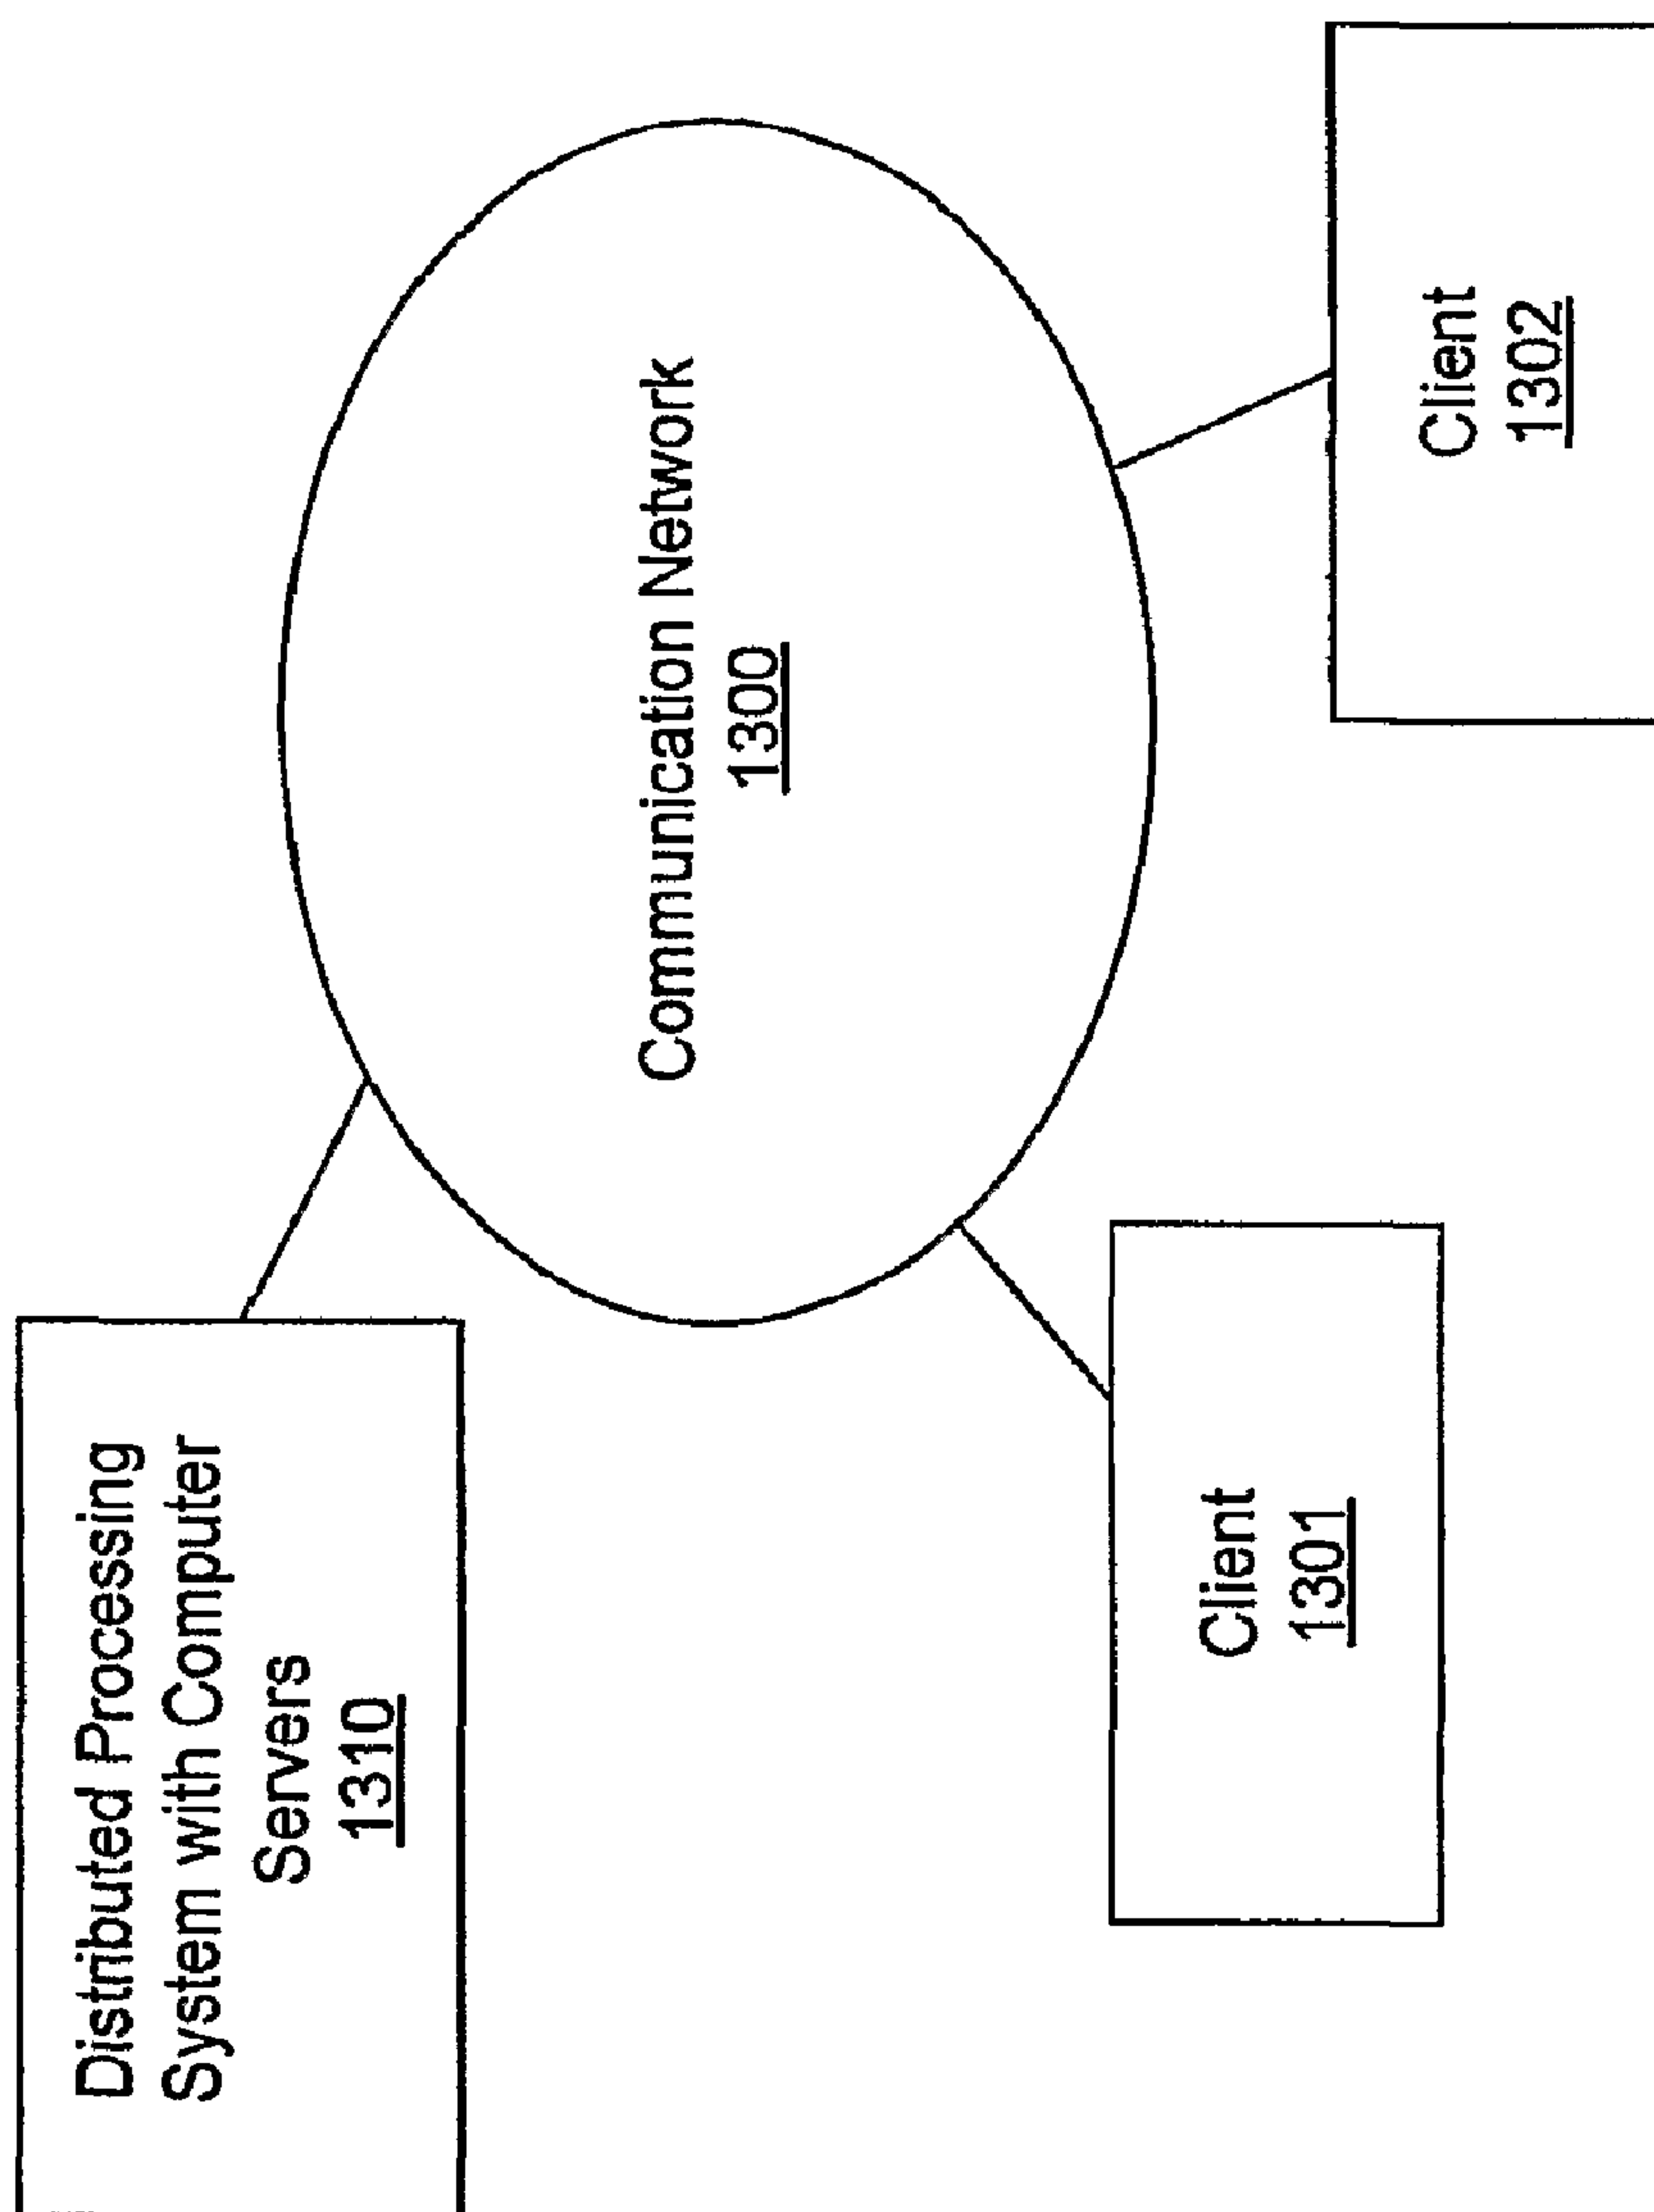 Distributed Processing
System with Computer
Servers
1310
Communication Network
1300
Client
1301
Client
1302